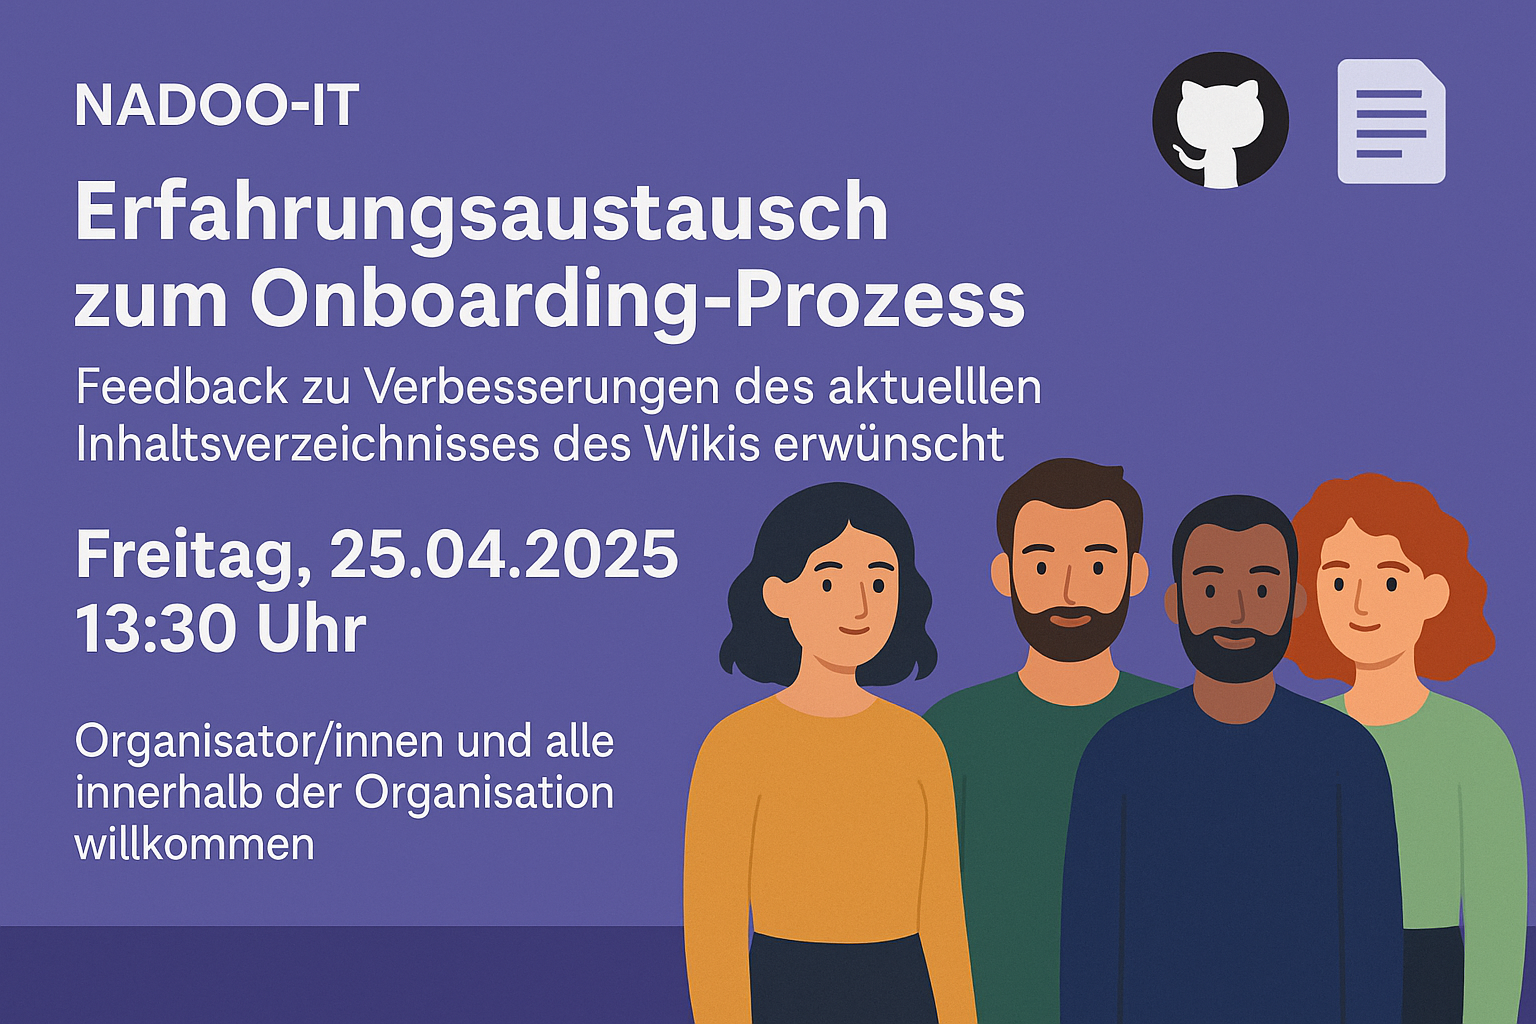 NADOO-IT
Erfahrungsaustausch
zum Onboarding-Prozess
Feedback zu Verbesserungen des aktuelllen
Inhaltsverzeichnisses des Wikis erwünscht
Freitag, 25.04.2025
13:30 Uhr
Organisator/innen und alle
innerhalb der Organisation
willkommen